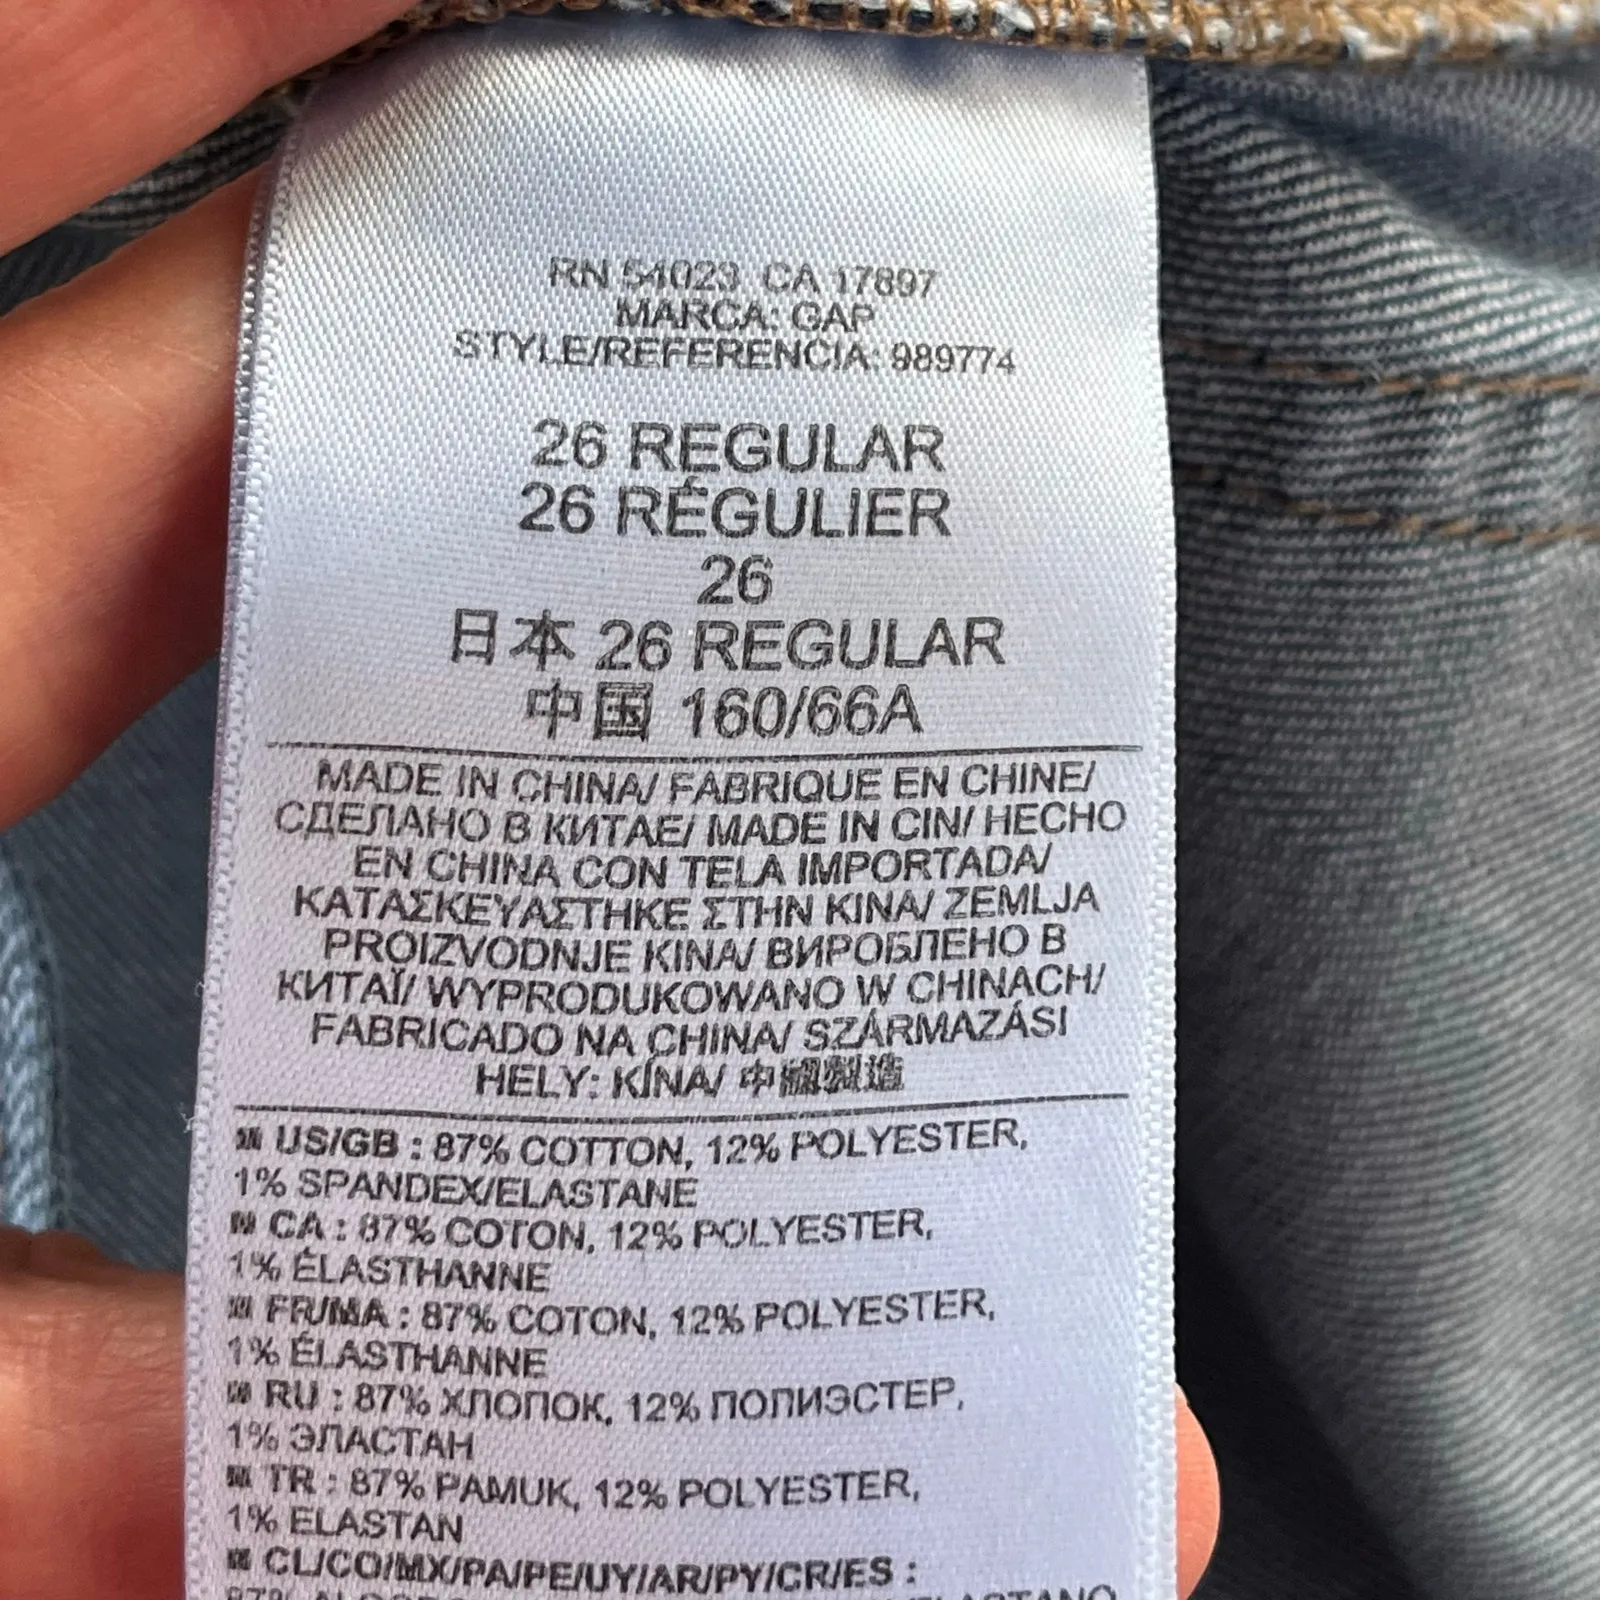 RN 54023 CA 17897
MARCA: GAP
STYLE/REFERENCIA: 989774
26 REGULAR
26 RÉGULIER
26
日本 26 REGULAR
中国 160/66A
MADE IN CHINA/ FABRIQUE EN CHINE/
СДЕЛАНО В КИТАЕ/ MADE IN CIN/ HECHO
EN CHINA CON TELA IMPORTADA/
ΚΑΤΑΣΚΕΥΑΣΤΗΚΕ ΣΤΗΝ ΚΙΝΑ/ ZEMLJA
PROIZVODNJE KINA/ ВИРОБЛЕНО В
КИТАЇ/ WYPRODUKOWANO W CHINACH/
FABRICADO NA CHINA/ SZÁRMAZÁSI
HELY: KÍNA/ 中國製造
US/GB : 87% COTTON, 12% POLYESTER,
1% SPANDEX/ELASTANE
CA : 87% COTON, 12% POLYESTER,
1% ÉLASTHANNE
FR/MA : 87% COTON, 12% POLYESTER,
1% ÉLASTHANNE
RU : 87% ХЛОПОК, 12% ПОЛИЭСТЕР,
1% ЭЛАСТАН
TR : 87% PAMUK, 12% POLYESTER,
1% ELASTAN
CL/CO/MX/PA/PE/UY/AR/PY/CR/ES :